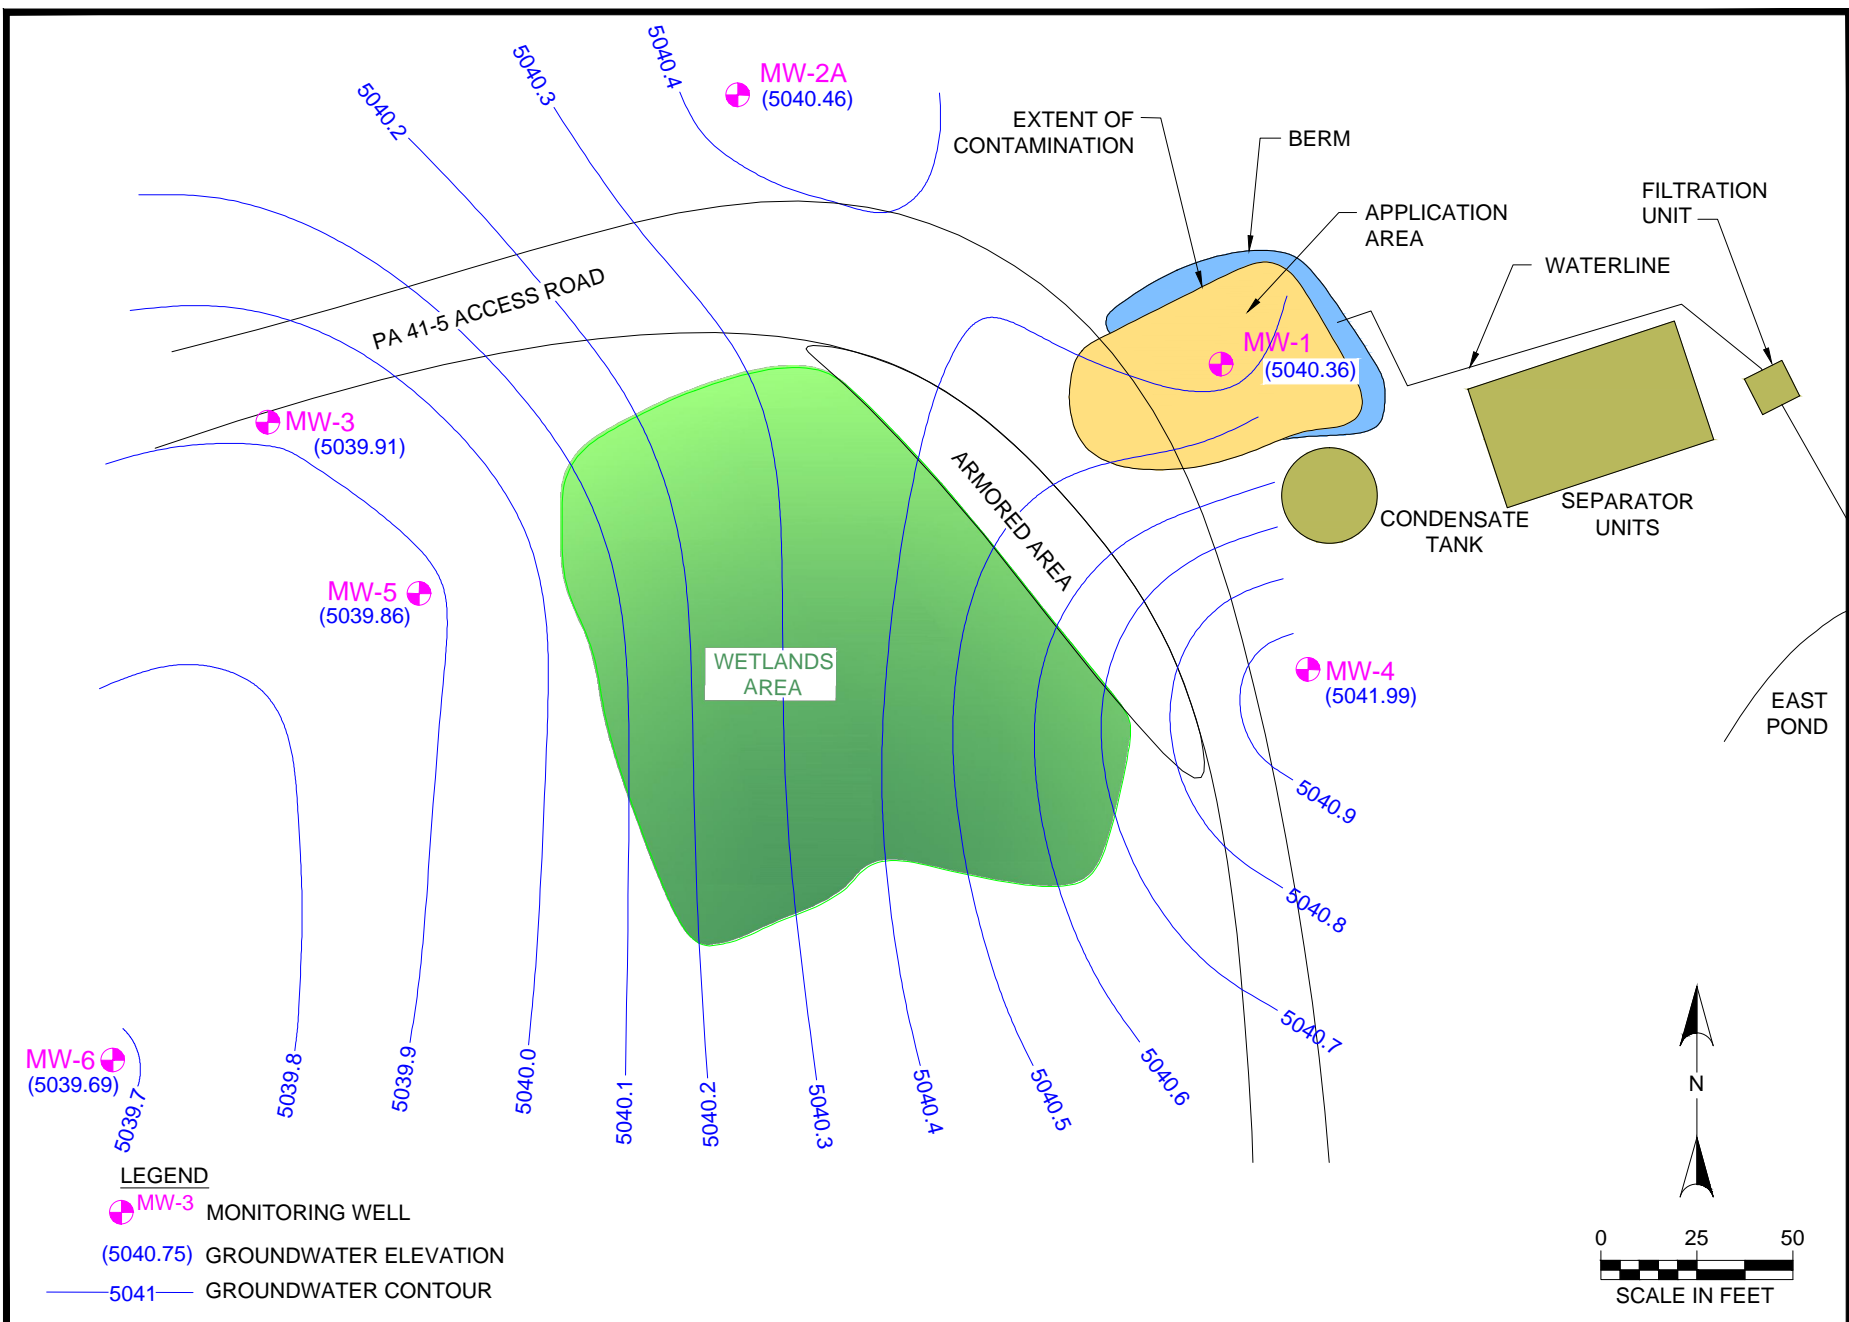 5040.4
5040.3
5040.2
MW-2A
(5040.46)
EXTENT OF
CONTAMINATION
BERM
APPLICATION
AREA
FILTRATION
UNIT
WATERLINE
PA 41-5 ACCESS ROAD
MW-1
(5040.36)
MW-3
(5039.91)
ARMORED AREA
CONDENSATE
TANK
SEPARATOR
UNITS
MW-5
(5039.86)
WETLANDS
AREA
MW-4
(5041.99)
EAST
POND
5040.9
5040.8
5040.7
5040.6
5040.5
5040.4
5040.3
5040.2
5040.1
5040.0
5039.9
5039.8
5039.7
MW-6
(5039.69)
N
LEGEND
MW-3 MONITORING WELL
(5040.75) GROUNDWATER ELEVATION
5041 GROUNDWATER CONTOUR
0 25 50
SCALE IN FEET